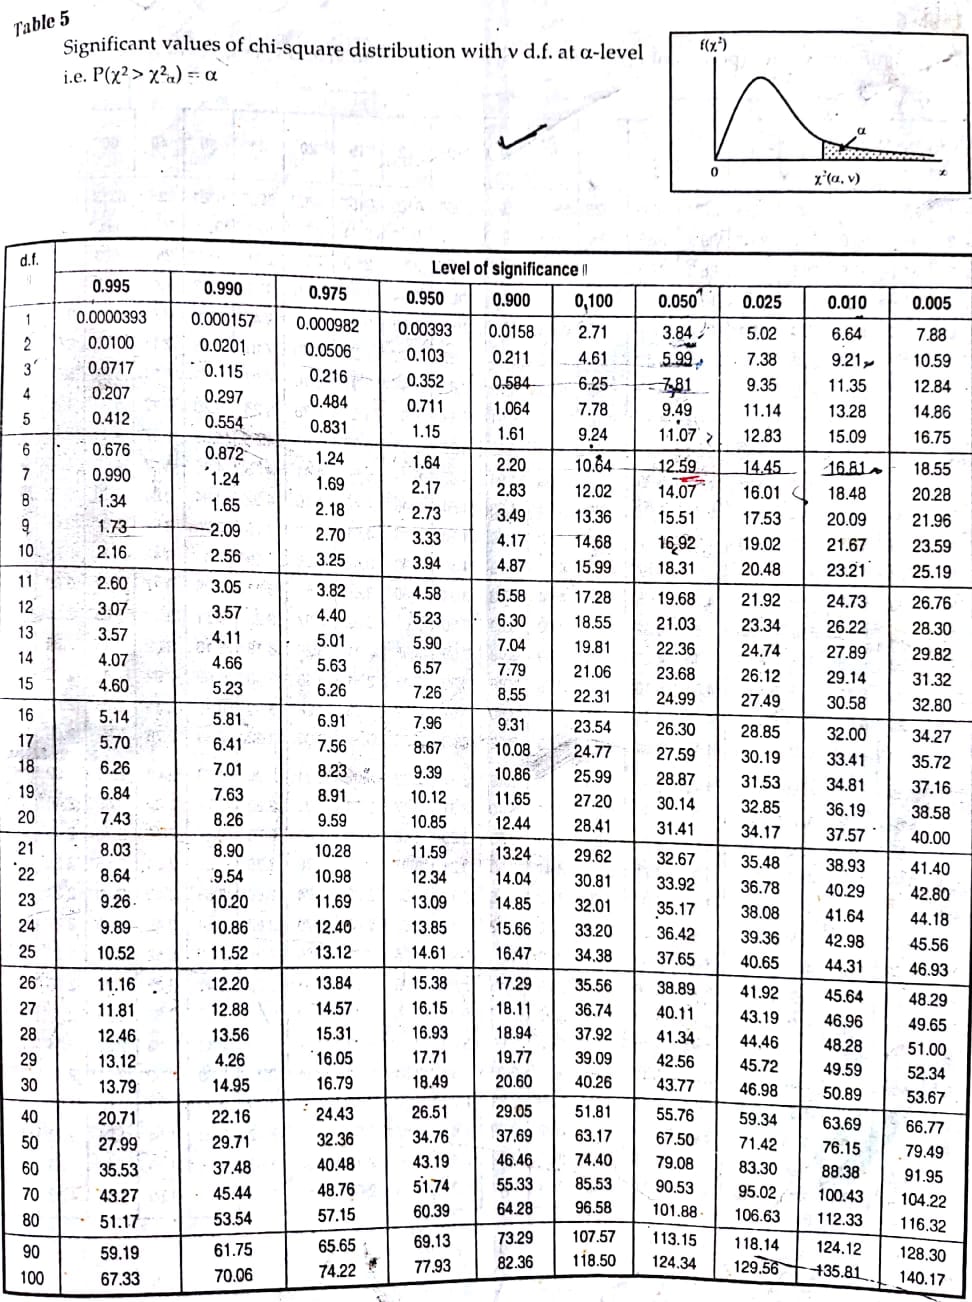 Table 5
Significant values of chi-square distribution with v d.f. at α-level
i.e. P(χ² > χ²α) = α
f(χ²)
α
0
χ²(α, v)
x
d.f. Level of significance
0.995 0.990 0.975 0.950 0.900 0,100 0.050 0.025 0.010 0.005
1 0.0000393 0.000157 0.000982 0.00393 0.0158 2.71 3.84 5.02 6.64 7.88
2 0.0100 0.0201 0.0506 0.103 0.211 4.61 5.99 7.38 9.21 10.59
3 0.0717 0.115 0.216 0.352 0.584 6.25 7.81 9.35 11.35 12.84
4 0.207 0.297 0.484 0.711 1.064 7.78 9.49 11.14 13.28 14.86
5 0.412 0.554 0.831 1.15 1.61 9.24 11.07 12.83 15.09 16.75
6 0.676 0.872 1.24 1.64 2.20 10.64 12.59 14.45 16.81 18.55
7 0.990 1.24 1.69 2.17 2.83 12.02 14.07 16.01 18.48 20.28
8 1.34 1.65 2.18 2.73 3.49 13.36 15.51 17.53 20.09 21.96
9 1.73 2.09 2.70 3.33 4.17 14.68 16.92 19.02 21.67 23.59
10 2.16 2.56 3.25 3.94 4.87 15.99 18.31 20.48 23.21 25.19
11 2.60 3.05 3.82 4.58 5.58 17.28 19.68 21.92 24.73 26.76
12 3.07 3.57 4.40 5.23 6.30 18.55 21.03 23.34 26.22 28.30
13 3.57 4.11 5.01 5.90 7.04 19.81 22.36 24.74 27.89 29.82
14 4.07 4.66 5.63 6.57 7.79 21.06 23.68 26.12 29.14 31.32
15 4.60 5.23 6.26 7.26 8.55 22.31 24.99 27.49 30.58 32.80
16 5.14 5.81 6.91 7.96 9.31 23.54 26.30 28.85 32.00 34.27
17 5.70 6.41 7.56 8.67 10.08 24.77 27.59 30.19 33.41 35.72
18 6.26 7.01 8.23 9.39 10.86 25.99 28.87 31.53 34.81 37.16
19 6.84 7.63 8.91 10.12 11.65 27.20 30.14 32.85 36.19 38.58
20 7.43 8.26 9.59 10.85 12.44 28.41 31.41 34.17 37.57 40.00
21 8.03 8.90 10.28 11.59 13.24 29.62 32.67 35.48 38.93 41.40
22 8.64 9.54 10.98 12.34 14.04 30.81 33.92 36.78 40.29 42.80
23 9.26 10.20 11.69 13.09 14.85 32.01 35.17 38.08 41.64 44.18
24 9.89 10.86 12.40 13.85 15.66 33.20 36.42 39.36 42.98 45.56
25 10.52 11.52 13.12 14.61 16.47 34.38 37.65 40.65 44.31 46.93
26 11.16 12.20 13.84 15.38 17.29 35.56 38.89 41.92 45.64 48.29
27 11.81 12.88 14.57 16.15 18.11 36.74 40.11 43.19 46.96 49.65
28 12.46 13.56 15.31 16.93 18.94 37.92 41.34 44.46 48.28 51.00
29 13.12 4.26 16.05 17.71 19.77 39.09 42.56 45.72 49.59 52.34
30 13.79 14.95 16.79 18.49 20.60 40.26 43.77 46.98 50.89 53.67
40 20.71 22.16 24.43 26.51 29.05 51.81 55.76 59.34 63.69 66.77
50 27.99 29.71 32.36 34.76 37.69 63.17 67.50 71.42 76.15 79.49
60 35.53 37.48 40.48 43.19 46.46 74.40 79.08 83.30 88.38 91.95
70 43.27 45.44 48.76 51.74 55.33 85.53 90.53 95.02 100.43 104.22
80 51.17 53.54 57.15 60.39 64.28 96.58 101.88 106.63 112.33 116.32
90 59.19 61.75 65.65 69.13 73.29 107.57 113.15 118.14 124.12 128.30
100 67.33 70.06 74.22 77.93 82.36 118.50 124.34 129.56 135.81 140.17